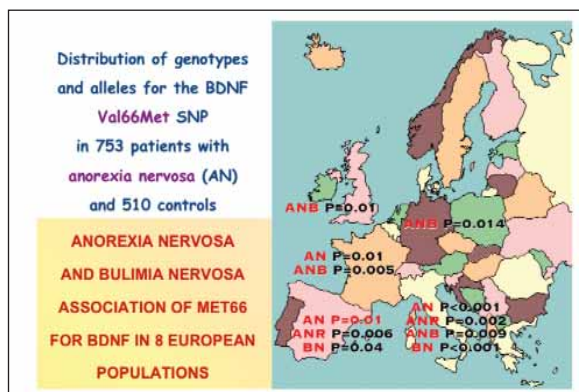 Distribution of genotypes
and alleles for the BDNF
Val66Met SNP
in 753 patients with
anorexia nervosa (AN)
and 510 controls
ANOREXIA NERVOSA
AND BULIMIA NERVOSA
ASSOCIATION OF MET66
FOR BDNF IN 8 EUROPEAN
POPULATIONS
ANB P=0.01
ANB P=0.014
AN P=0.01
ANB P=0.005
AN P=0.01
ANR P=0.006
BN P=0.04
AN P<0.001
ANR P=0.002
ANB P=0.009
BN P<0.001